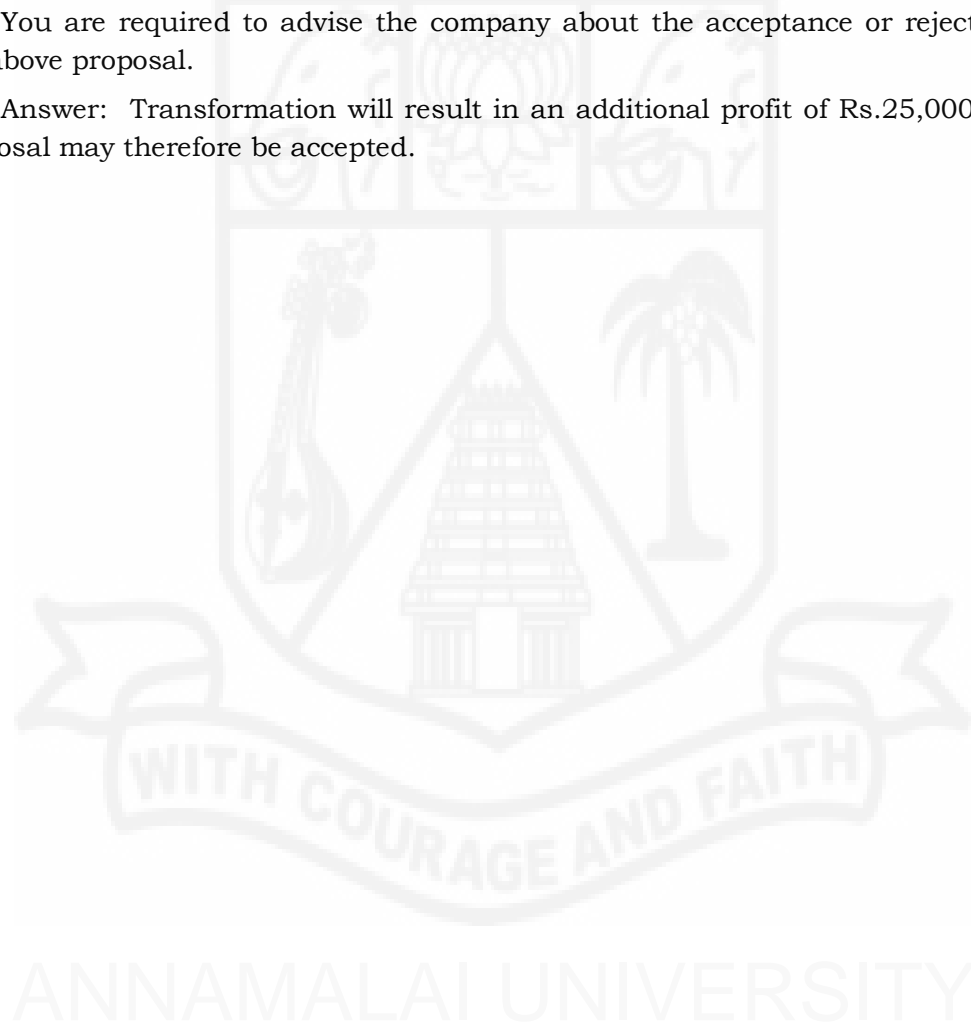 You are required to advise the company about the acceptance or reject
above proposal.
Answer: Transformation will result in an additional profit of Rs.25,000
osal may therefore be accepted.
WITH COURAGE AND FAITH
ANNAMALAI UNIVERSITY